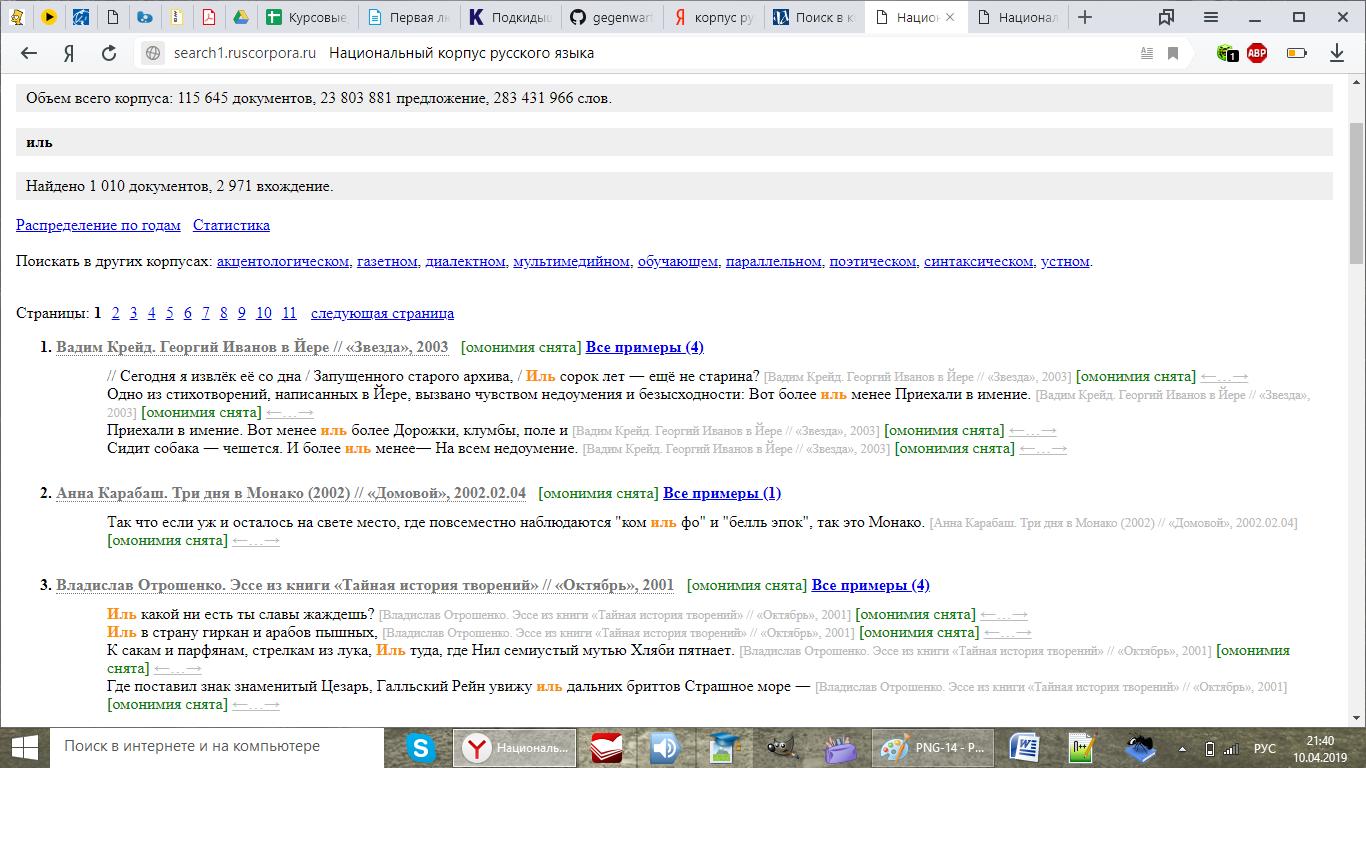 Курсовые
Первая лю
Подкидыш
gegenwart
корпус ру
Поиск в к
Национ
Национал
Я
search1.ruscorpora.ru Национальный корпус русского языка
1
ABP
Объем всего корпуса: 115 645 документов, 23 803 881 предложение, 283 431 966 слов.
иль
Найдено 1 010 документов, 2 971 вхождение.
Распределение по годам Статистика
Поискать в других корпусах: акцентологическом, газетном, диалектном, мультимедийном, обучающем, параллельном, поэтическом, синтаксическом, устном.
Страницы: 1 2 3 4 5 6 7 8 9 10 11 следующая страница
1. Вадим Крейд. Георгий Иванов в Йере // «Звезда», 2003 [омонимия снята] Все примеры (4)
// Сегодня я извлёк её со дна / Запущенного старого архива, / Иль сорок лет — ещё не старина? [Вадим Крейд. Георгий Иванов в Йере // «Звезда», 2003] [омонимия снята] ←…→
Одно из стихотворений, написанных в Йере, вызвано чувством недоумения и безысходности: Вот более иль менее Приехали в имение. [Вадим Крейд. Георгий Иванов в Йере // «Звезда»,
2003] [омонимия снята] ←…→
Приехали в имение. Вот менее иль более Дорожки, клумбы, поле и [Вадим Крейд. Георгий Иванов в Йере // «Звезда», 2003] [омонимия снята] ←…→
Сидит собака — чешется. И более иль менее— На всем недоумение. [Вадим Крейд. Георгий Иванов в Йере // «Звезда», 2003] [омонимия снята] ←…→
2. Анна Карабаш. Три дня в Монако (2002) // «Домовой», 2002.02.04 [омонимия снята] Все примеры (1)
Так что если уж и осталось на свете место, где повсеместно наблюдаются "ком иль фо" и "белль эпок", так это Монако. [Анна Карабаш. Три дня в Монако (2002) // «Домовой», 2002.02.04]
[омонимия снята] ←…→
3. Владислав Отрошенко. Эссе из книги «Тайная история творений» // «Октябрь», 2001 [омонимия снята] Все примеры (4)
Иль какой ни есть ты славы жаждешь? [Владислав Отрошенко. Эссе из книги «Тайная история творений» // «Октябрь», 2001] [омонимия снята] ←…→
Иль в страну гиркан и арабов пышных, [Владислав Отрошенко. Эссе из книги «Тайная история творений» // «Октябрь», 2001] [омонимия снята] ←…→
К сакам и парфянам, стрелкам из лука, Иль туда, где Нил семиустый мутью Хляби пятнает. [Владислав Отрошенко. Эссе из книги «Тайная история творений» // «Октябрь», 2001] [омонимия
снята] ←…→
Где поставил знак знаменитый Цезарь, Галльский Рейн увижу иль дальних бриттов Страшное море — [Владислав Отрошенко. Эссе из книги «Тайная история творений» // «Октябрь», 2001]
[омонимия снята] ←…→
Поиск в интернете и на компьютере
Националь...
PNG-14 - P...
РУС
21:40
10.04.2019